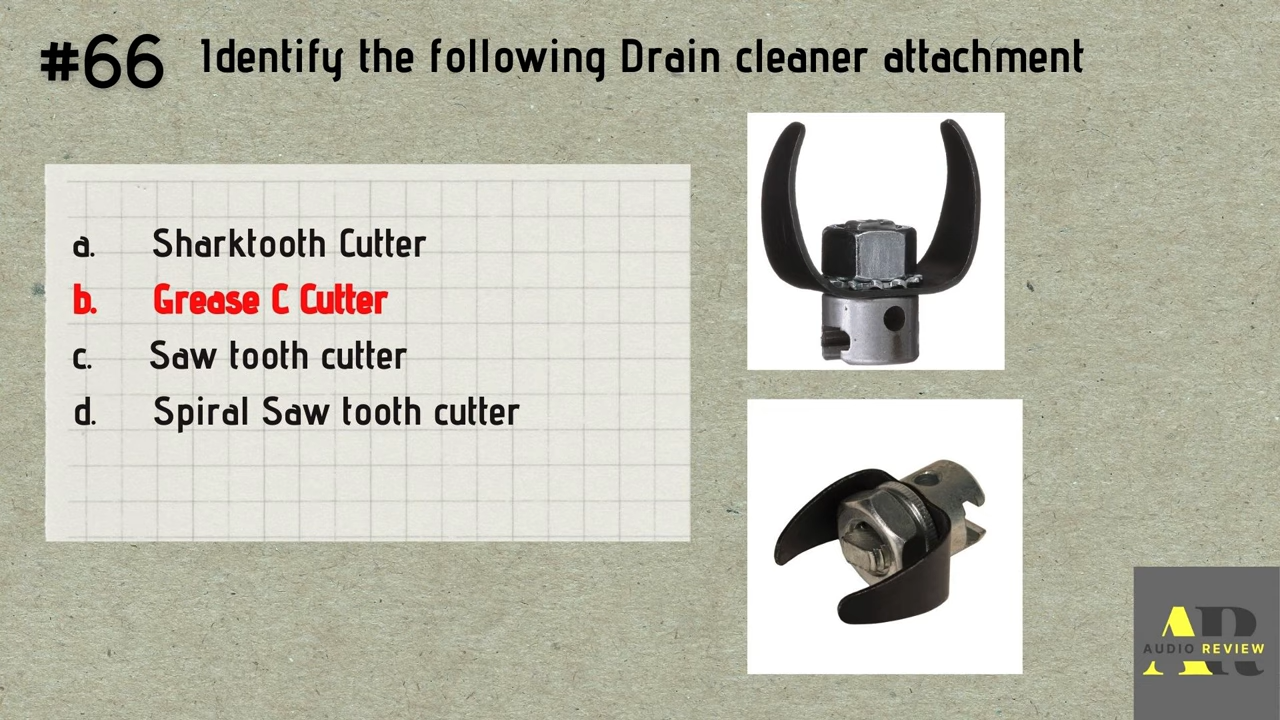 #66 Identify the following Drain cleaner attachment
a. Sharktooth Cutter
b. Grease C Cutter
c. Saw tooth cutter
d. Spiral Saw tooth cutter
AR
AUDIO REVIEW